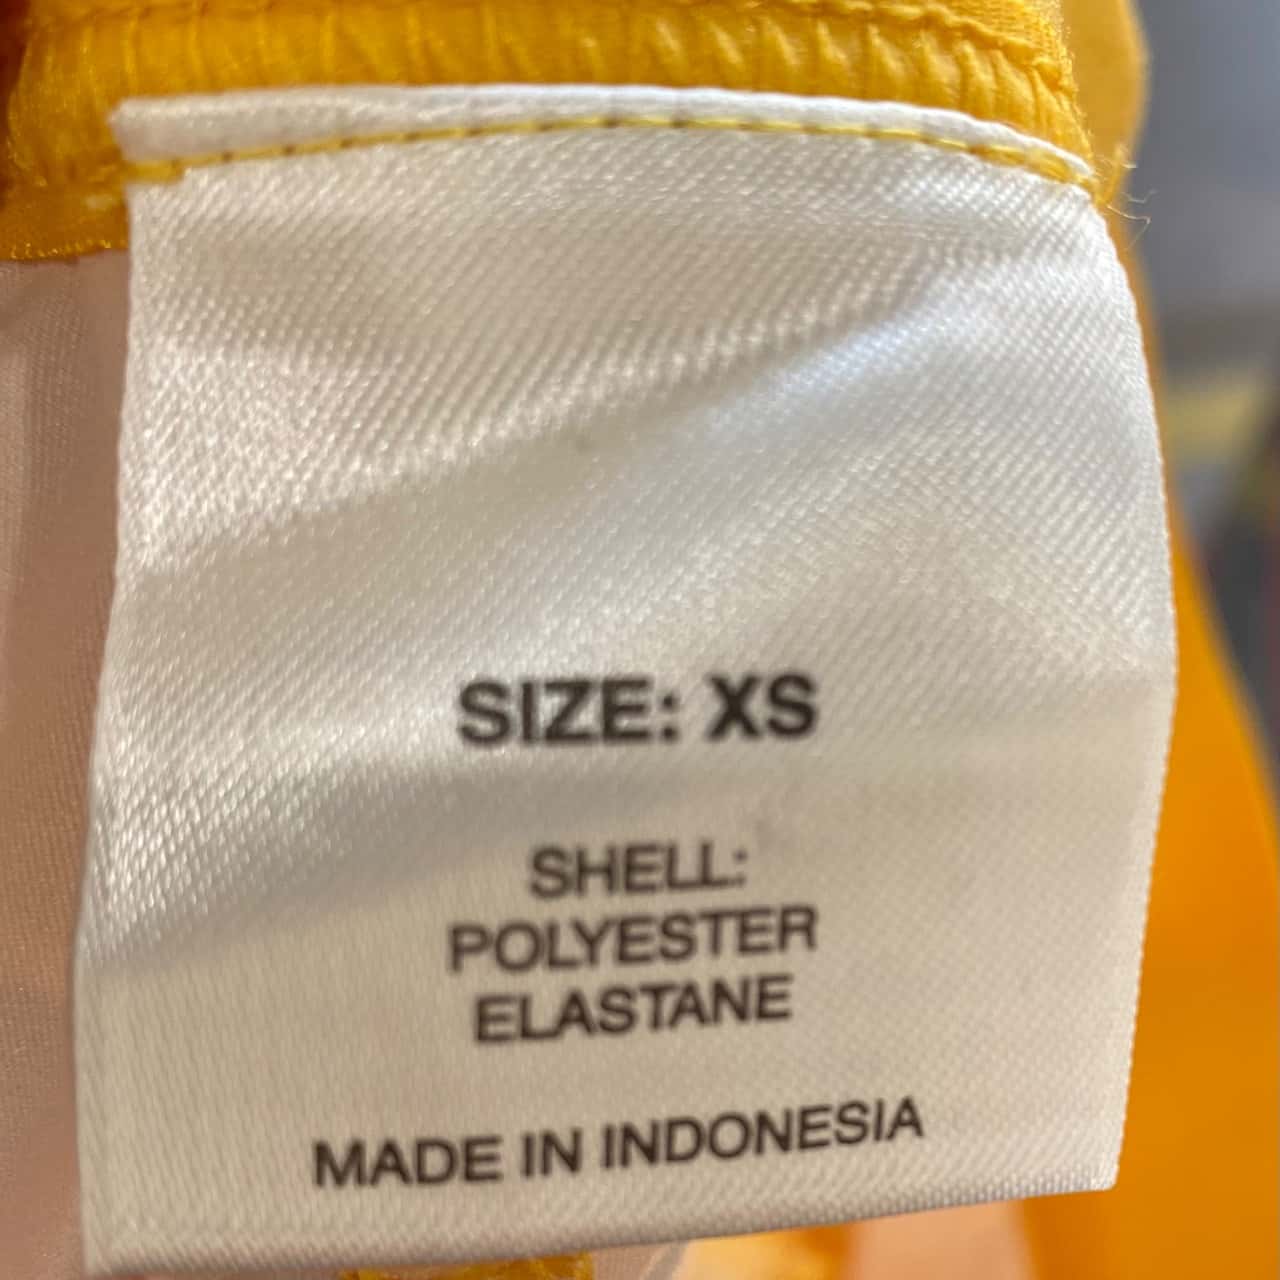 SIZE: XS
SHELL:
POLYESTER
ELASTANE
MADE IN INDONESIA